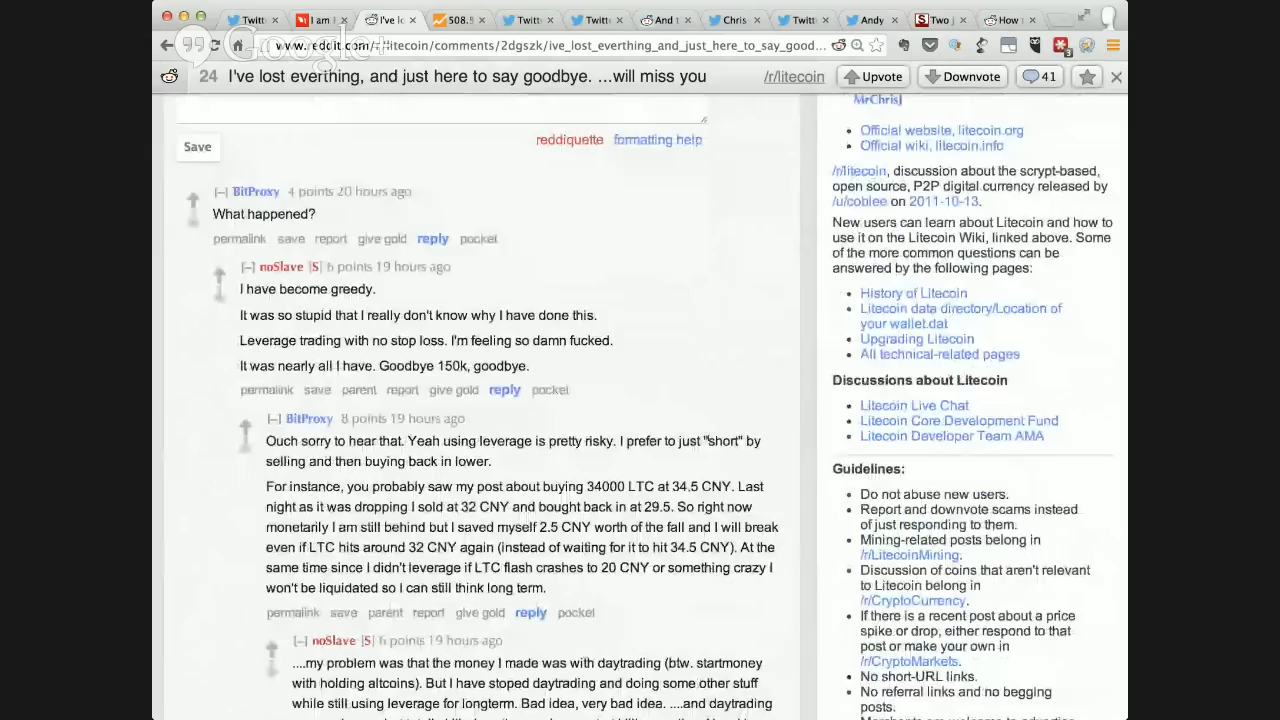 Twitt
I am
I've lo
508.
Twitt
Twitt
And t
Chris
Twitt
Andy
Two j
How t
Google+
24 I've lost everthing, and just here to say goodbye. ...will miss you
/r/litecoin
Upvote
Downvote
41
Save
reddiquette formatting help
[–] BitProxy 4 points 20 hours ago
What happened?
permalink save report give gold reply pocket
[–] noSlave [S] 6 points 19 hours ago
I have become greedy.
It was so stupid that I really don't know why I have done this.
Leverage trading with no stop loss. I'm feeling so damn fucked.
It was nearly all I have. Goodbye 150k, goodbye.
permalink save parent report give gold reply pocket
[–] BitProxy 8 points 19 hours ago
Ouch sorry to hear that. Yeah using leverage is pretty risky. I prefer to just "short" by
selling and then buying back in lower.
For instance, you probably saw my post about buying 34000 LTC at 34.5 CNY. Last
night as it was dropping I sold at 32 CNY and bought back in at 29.5. So right now
monetarily I am still behind but I saved myself 2.5 CNY worth of the fall and I will break
even if LTC hits around 32 CNY again (instead of waiting for it to hit 34.5 CNY). At the
same time since I didn't leverage if LTC flash crashes to 20 CNY or something crazy I
won't be liquidated so I can still think long term.
permalink save parent report give gold reply pocket
[–] noSlave [S] 6 points 19 hours ago
....my problem was that the money I made was with daytrading (btw. startmoney
with holding altcoins). But I have stoped daytrading and doing some other stuff
while still using leverage for longterm. Bad idea, very bad idea. ....and daytrading
MrChrisJ
Official website, litecoin.org
Official wiki, litecoin.info
/r/litecoin, discussion about the scrypt-based,
open source, P2P digital currency released by
/u/coblee on 2011-10-13.
New users can learn about Litecoin and how to
use it on the Litecoin Wiki, linked above. Some
of the more common questions can be
answered by the following pages:
History of Litecoin
Litecoin data directory/Location of
your wallet.dat
Upgrading Litecoin
All technical-related pages
Discussions about Litecoin
Litecoin Live Chat
Litecoin Core Development Fund
Litecoin Developer Team AMA
Guidelines:
Do not abuse new users.
Report and downvote scams instead
of just responding to them.
Mining-related posts belong in
/r/LitecoinMining.
Discussion of coins that aren't relevant
to Litecoin belong in
/r/CryptoCurrency.
If there is a recent post about a price
spike or drop, either respond to that
post or make your own in
/r/CryptoMarkets.
No short-URL links.
No referral links and no begging
posts.